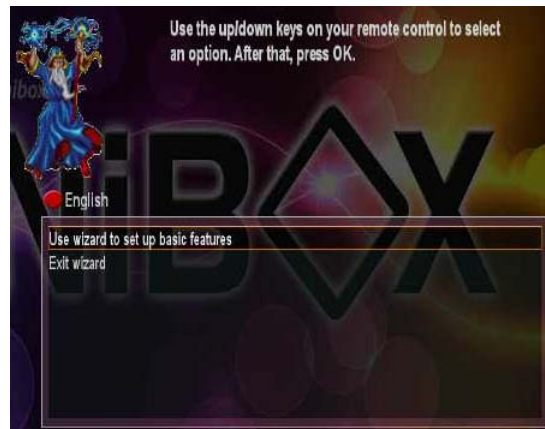 Use the up/down keys on your remote control to select
an option. After that, press OK.
English
Use wizard to set up basic features
Exit wizard